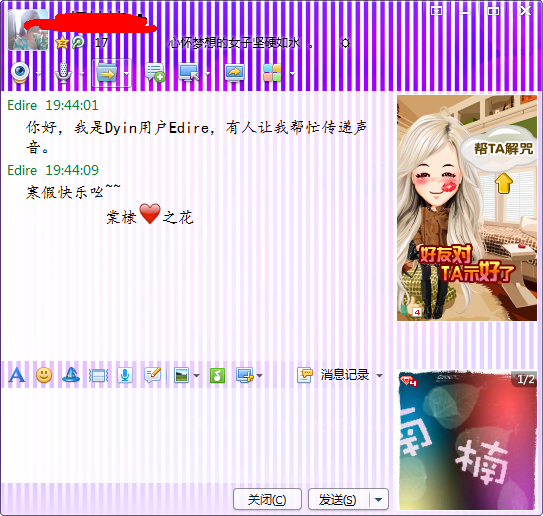 17 心怀梦想的女子坚硬如水 。
Edire 19:44:01
你好，我是Dyin用户Edire，有人让我帮忙传递声
音。
Edire 19:44:09
寒假快乐吆~~
棠棣❤之花
帮TA解咒
好友对
TA示好了
4
消息记录
4
1/2
南
楠
关闭(C)
发送(S)